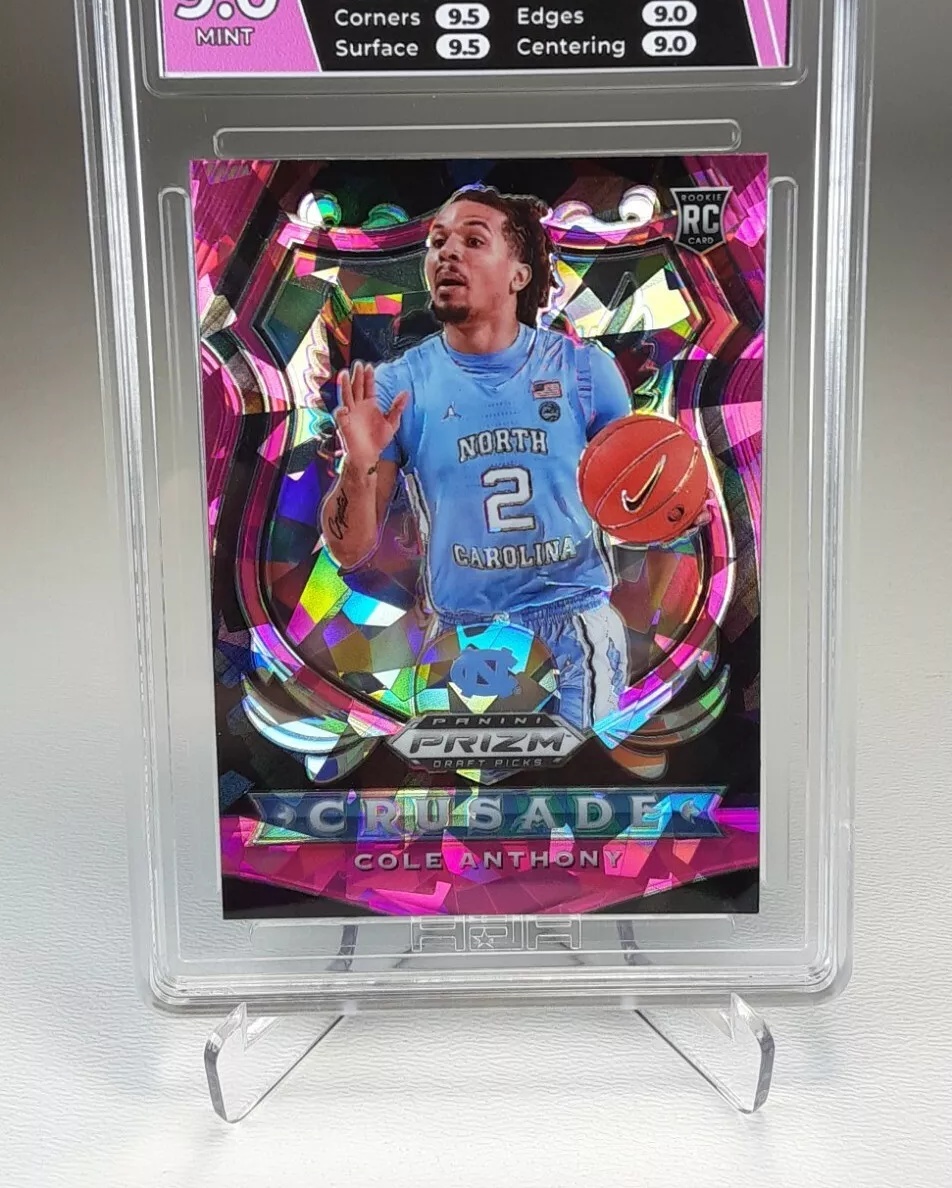 9.0
MINT
Corners 9.5 Edges 9.0
Surface 9.5 Centering 9.0
ROOKIE
RC
CARD
NORTH
2
CAROLINA
NC
PANINI
PRIZM
DRAFT PICKS
CRUSADE
COLE ANTHONY